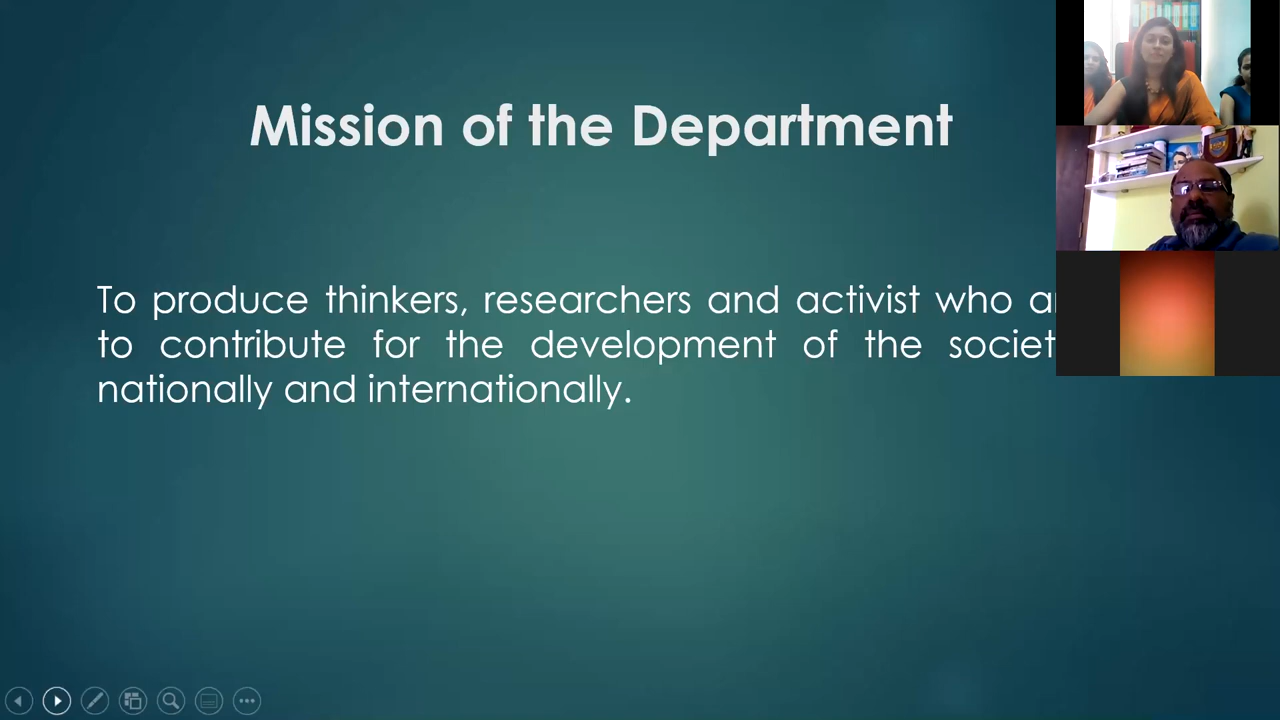 Mission of the Department
To produce thinkers, researchers and activist who
to contribute for the development of the
nationally and internationally.